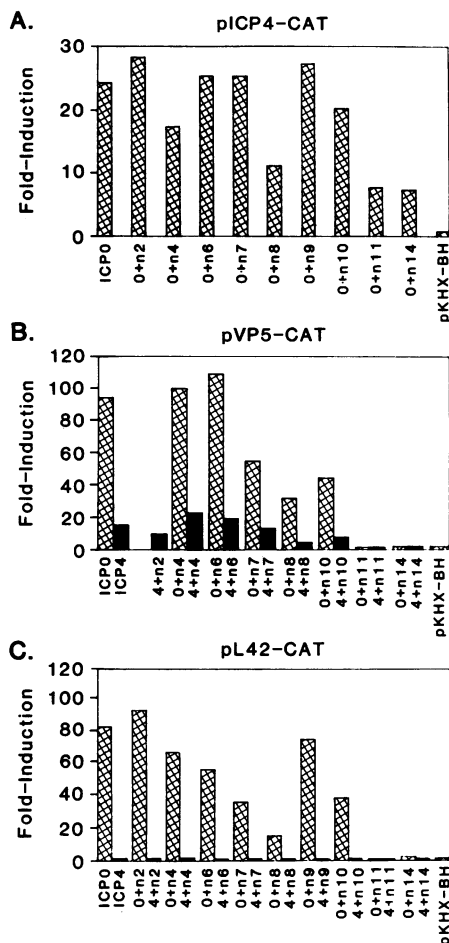 A.
pICP4-CAT
Fold-Induction
30
20
10
0
ICP0
0+n2
0+n4
0+n6
0+n7
0+n8
0+n9
0+n10
0+n11
0+n14
pKHX-BH
B.
pVP5-CAT
Fold-Induction
120
100
80
60
40
20
0
ICP0
ICP4
4+n2
0+n4
4+n4
0+n6
4+n6
0+n7
4+n7
0+n8
4+n8
0+n10
4+n10
0+n11
4+n11
0+n14
4+n14
pKHX-BH
C.
pL42-CAT
Fold-Induction
120
80
60
40
20
0
ICP0
ICP4
0+n2
4+n2
0+n4
4+n4
0+n6
4+n6
0+n7
4+n7
0+n8
4+n8
0+n9
4+n9
0+n10
4+n10
0+n11
4+n11
0+n14
4+n14
pKHX-BH